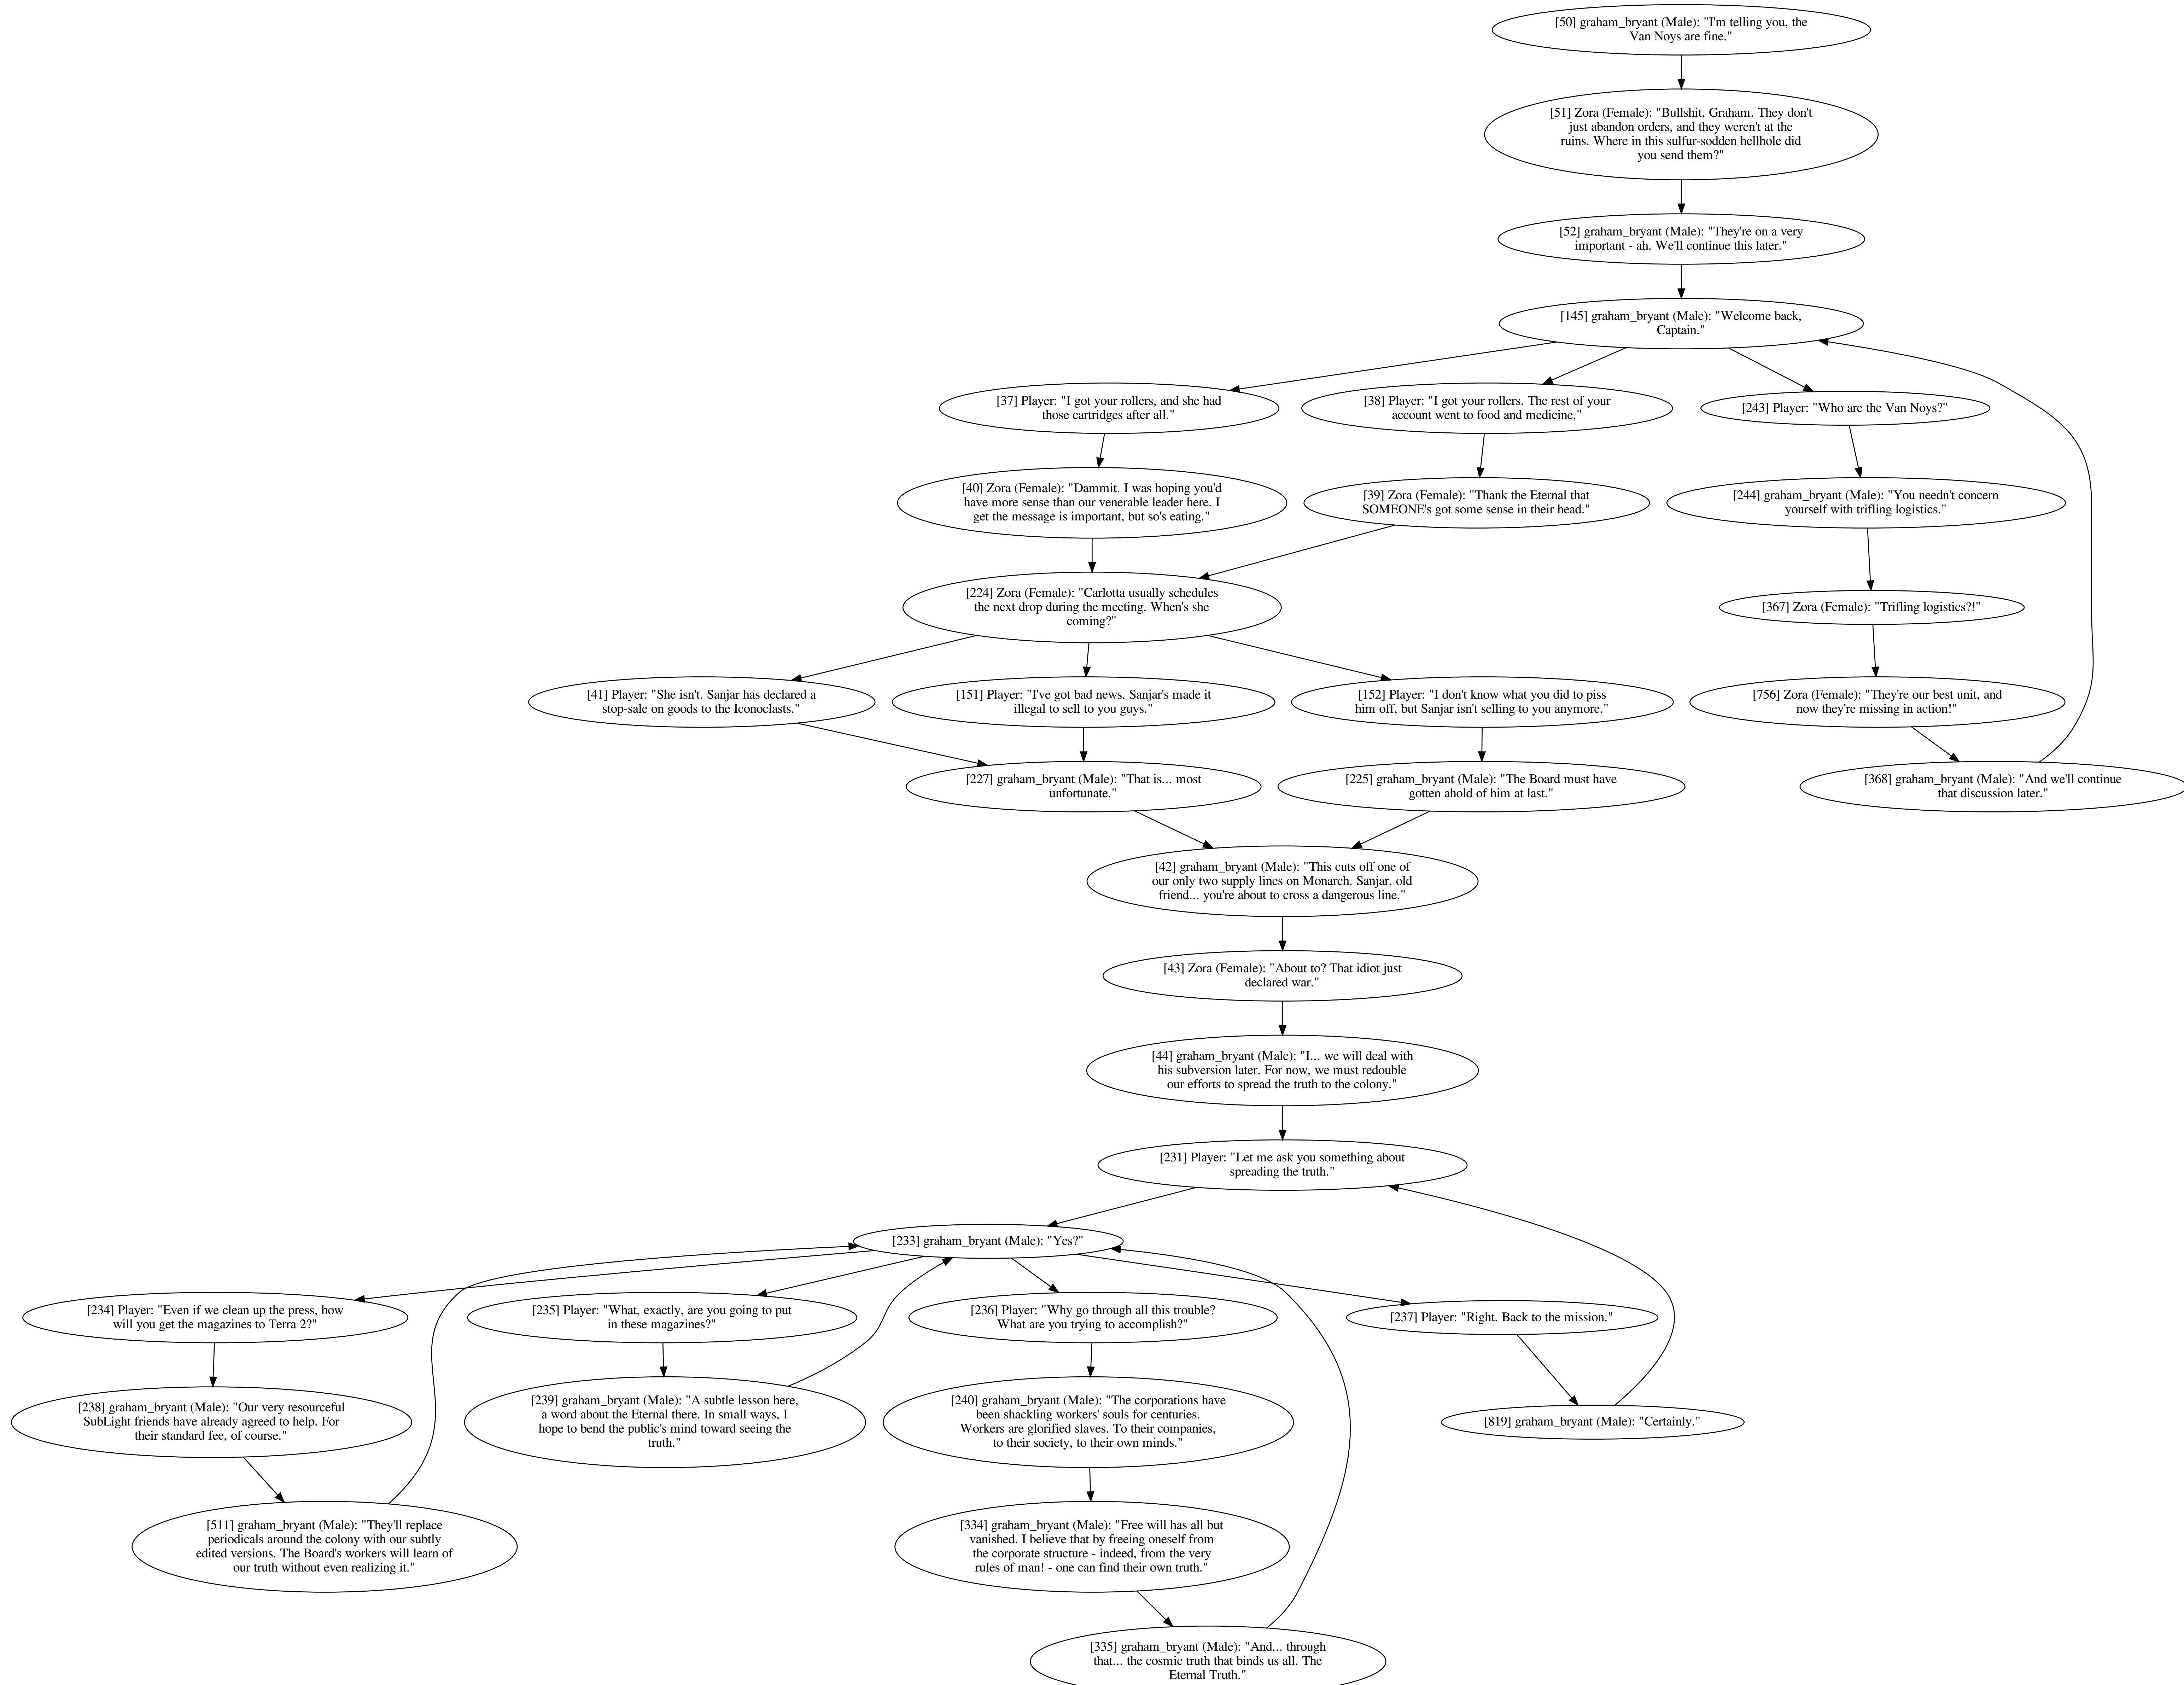 [50] graham_bryant (Male): "I'm telling you, the
Van Noys are fine."
[51] Zora (Female): "Bullshit, Graham. They don't
just abandon orders, and they weren't at the
ruins. Where in this sulfur-sodden hellhole did
you send them?"
[52] graham_bryant (Male): "They're on a very
important - ah. We'll continue this later."
[145] graham_bryant (Male): "Welcome back,
Captain."
[37] Player: "I got your rollers, and she had
those cartridges after all."
[38] Player: "I got your rollers. The rest of your
account went to food and medicine."
[243] Player: "Who are the Van Noys?"
[40] Zora (Female): "Dammit. I was hoping you'd
have more sense than our venerable leader here. I
get the message is important, but so's eating."
[39] Zora (Female): "Thank the Eternal that
SOMEONE's got some sense in their head."
[244] graham_bryant (Male): "You needn't concern
yourself with trifling logistics."
[224] Zora (Female): "Carlotta usually schedules
the next drop during the meeting. When's she
coming?"
[367] Zora (Female): "Trifling logistics?!"
[41] Player: "She isn't. Sanjar has declared a
stop-sale on goods to the Iconoclasts."
[151] Player: "I've got bad news. Sanjar's made it
illegal to sell to you guys."
[152] Player: "I don't know what you did to piss
him off, but Sanjar isn't selling to you anymore."
[756] Zora (Female): "They're our best unit, and
now they're missing in action!"
[227] graham_bryant (Male): "That is... most
unfortunate."
[225] graham_bryant (Male): "The Board must have
gotten ahold of him at last."
[368] graham_bryant (Male): "And we'll continue
that discussion later."
[42] graham_bryant (Male): "This cuts off one of
our only two supply lines on Monarch. Sanjar, old
friend... you're about to cross a dangerous line."
[43] Zora (Female): "About to? That idiot just
declared war."
[44] graham_bryant (Male): "I... we will deal with
his subversion later. For now, we must redouble
our efforts to spread the truth to the colony."
[231] Player: "Let me ask you something about
spreading the truth."
[233] graham_bryant (Male): "Yes?"
[234] Player: "Even if we clean up the press, how
will you get the magazines to Terra 2?"
[235] Player: "What, exactly, are you going to put
in these magazines?"
[236] Player: "Why go through all this trouble?
What are you trying to accomplish?"
[237] Player: "Right. Back to the mission."
[238] graham_bryant (Male): "Our very resourceful
SubLight friends have already agreed to help. For
their standard fee, of course."
[239] graham_bryant (Male): "A subtle lesson here,
a word about the Eternal there. In small ways, I
hope to bend the public's mind toward seeing the
truth."
[240] graham_bryant (Male): "The corporations have
been shackling workers' souls for centuries.
Workers are glorified slaves. To their companies,
to their society, to their own minds."
[819] graham_bryant (Male): "Certainly."
[511] graham_bryant (Male): "They'll replace
periodicals around the colony with our subtly
edited versions. The Board's workers will learn of
our truth without even realizing it."
[334] graham_bryant (Male): "Free will has all but
vanished. I believe that by freeing oneself from
the corporate structure - indeed, from the very
rules of man! - one can find their own truth."
[335] graham_bryant (Male): "And... through
that... the cosmic truth that binds us all. The
Eternal Truth."